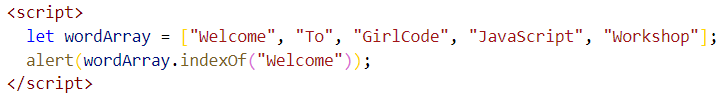 <script>
let wordArray = ["Welcome", "To", "GirlCode", "JavaScript", "Workshop"];
alert(wordArray.indexOf("Welcome"));
</script>